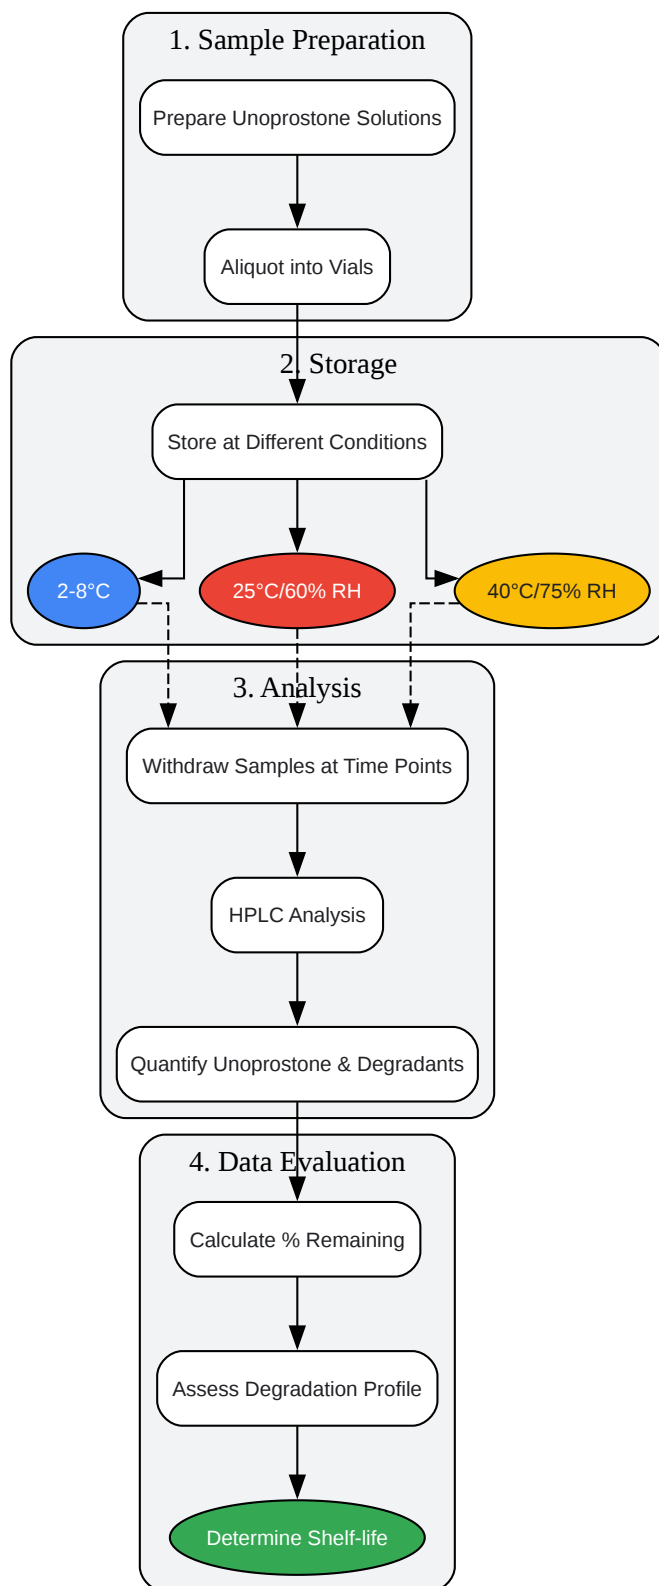 1. Sample Preparation
Prepare Unoprostone Solutions
Aliquot into Vials
2. Storage
Store at Different Conditions
2-8°C
25°C/60% RH
40°C/75% RH
3. Analysis
Withdraw Samples at Time Points
HPLC Analysis
Quantify Unoprostone & Degradants
4. Data Evaluation
Calculate % Remaining
Assess Degradation Profile
Determine Shelf-life